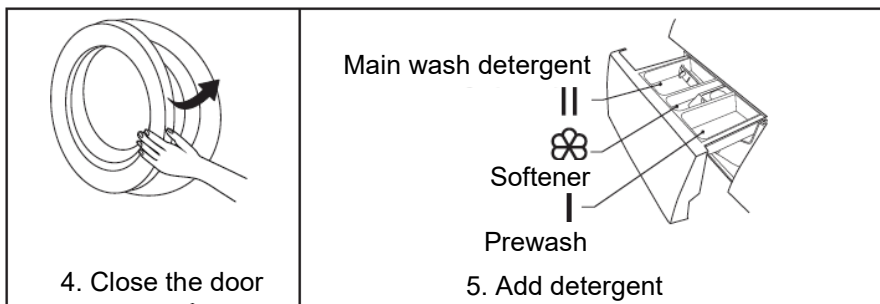 Main wash detergent
II
Softener
I
Prewash
4. Close the door
5. Add detergent